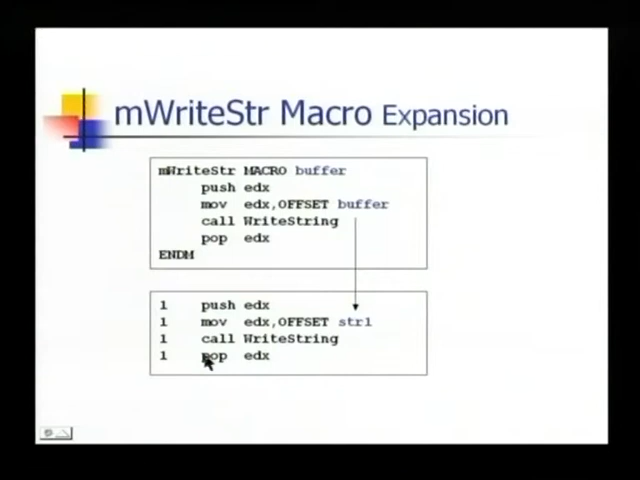 mWriteStr Macro Expansion
mWriteStr MACRO buffer
push edx
mov edx,OFFSET buffer
call WriteString
pop edx
ENDM
1 push edx
1 mov edx,OFFSET str1
1 call WriteString
1 pop edx